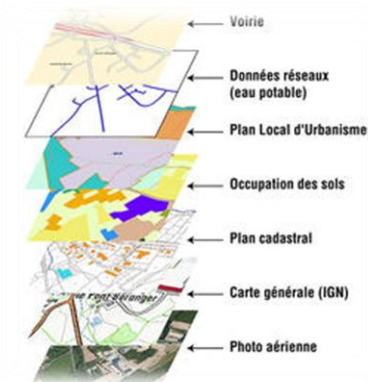 Voirie
Données réseaux
(eau potable)
Plan Local d'Urbanisme
Occupation des sols
Plan cadastral
Carte générale (IGN)
Photo aérienne